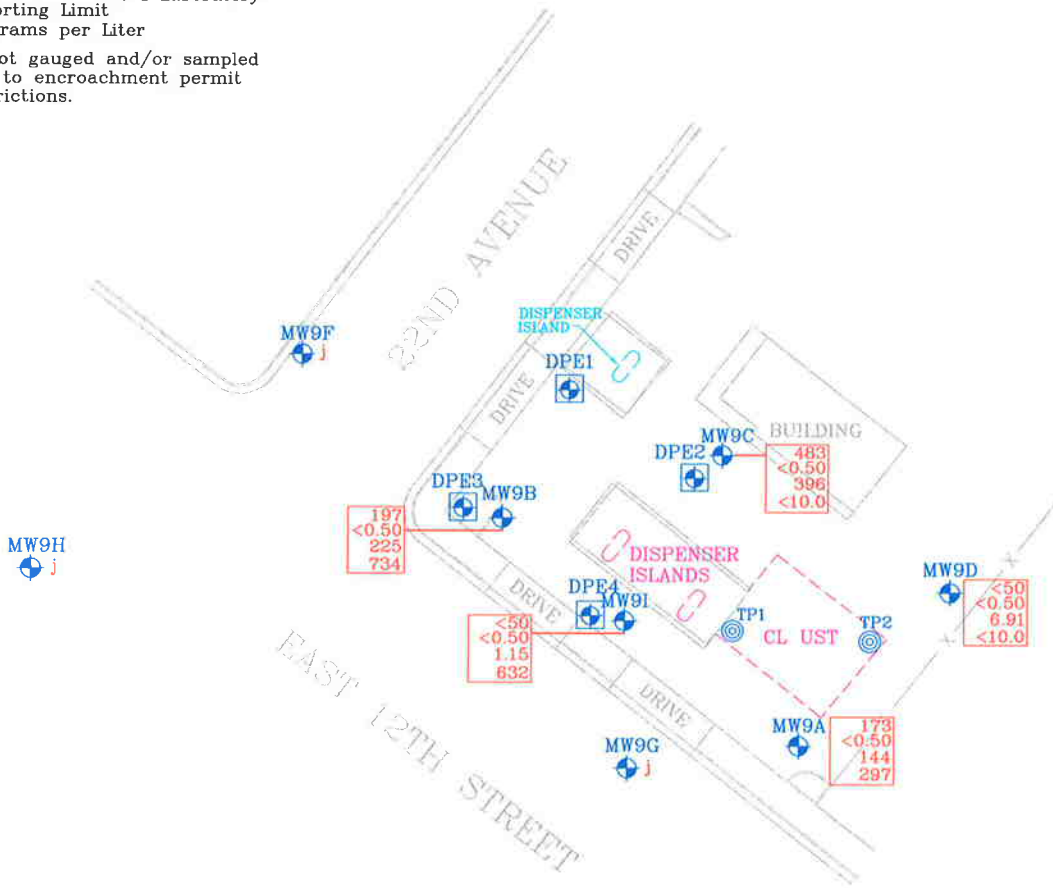 orting Limit
rams per Liter
ot gauged and/or sampled
to encroachment permit
rictions.
22ND AVENUE
DRIVE
MW9F
j
DISPENSER
ISLAND
DPE1
DRIVE
BUILDING
MW9C
483
<0.50
396
<10.0
DPE2
DPE3
MW9B
197
<0.50
225
734
MW9H
j
DISPENSER
ISLANDS
MW9D
<50
<0.50
6.91
<10.0
DRIVE
DPE4
MW9I
<50
<0.50
1.15
632
TP1
CL UST
TP2
X
X
EAST 12TH STREET
DRIVE
MW9A
173
<0.50
144
297
MW9G
j